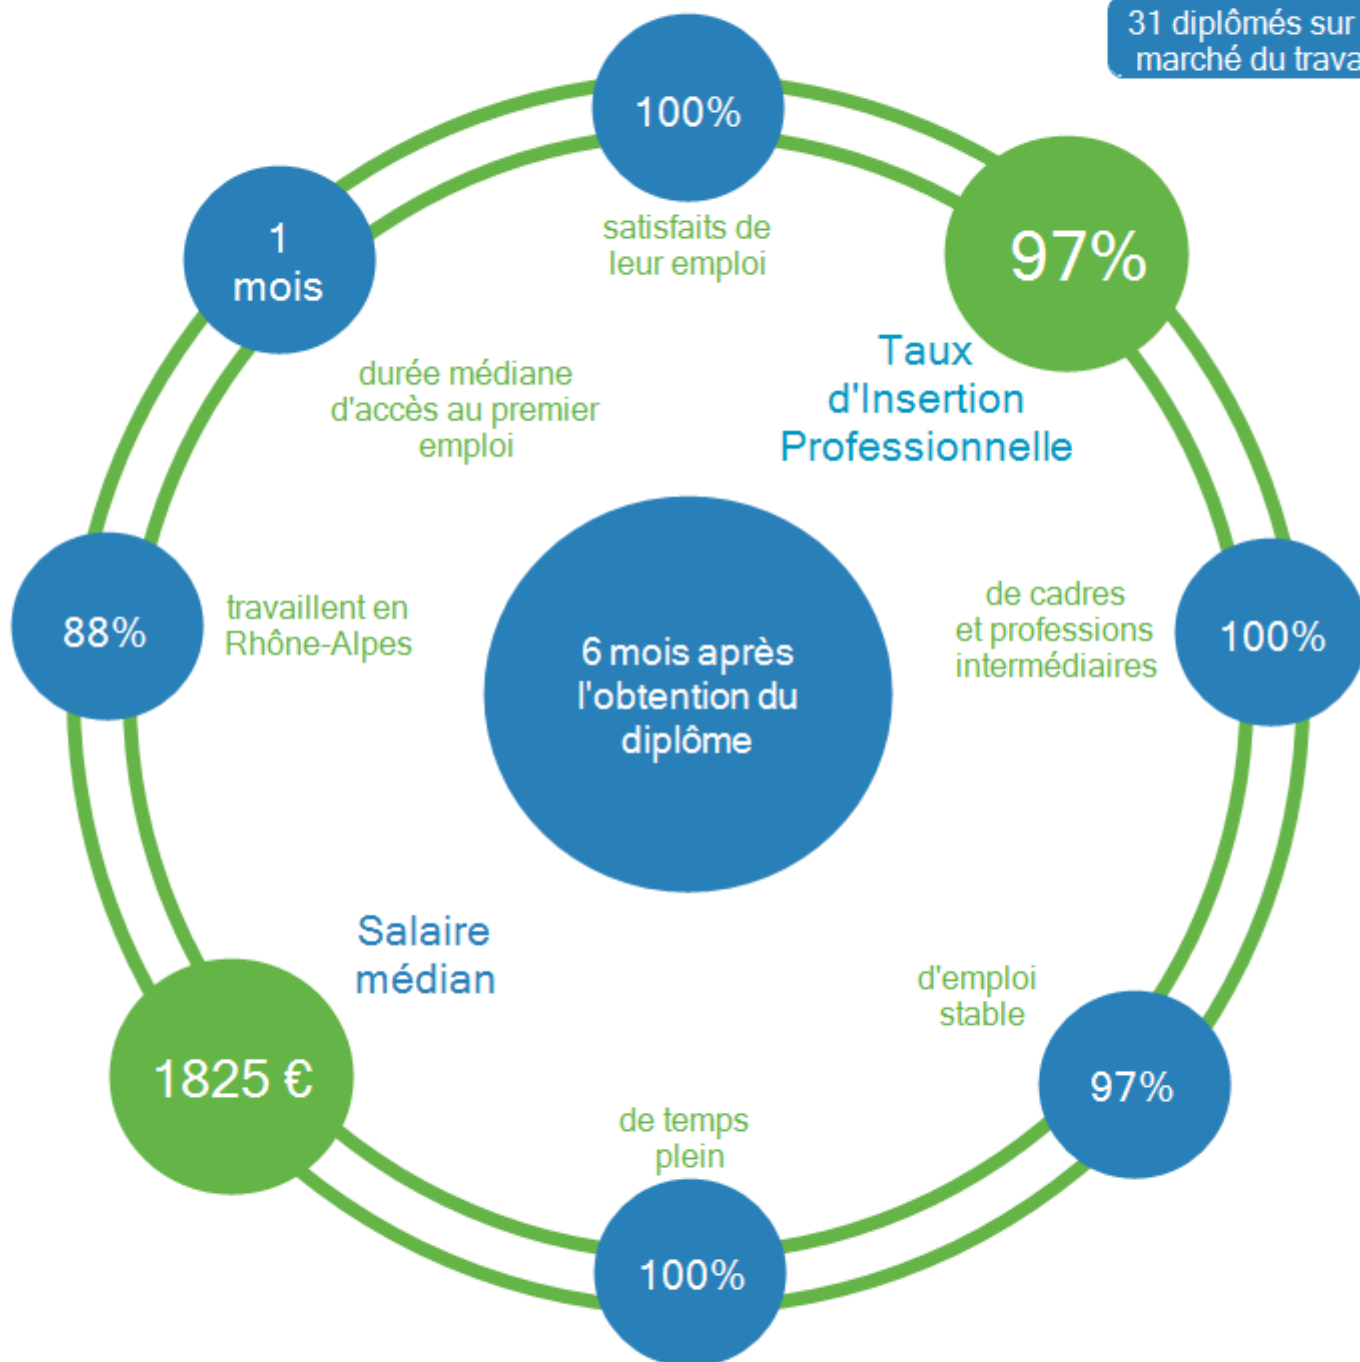 31 diplômés sur
marché du trava
100%
satisfaits de
leur emploi
97%
Taux
d'Insertion
Professionnelle
1
mois
durée médiane
d'accès au premier
emploi
88%
travaillent en
Rhône-Alpes
6 mois après
l'obtention du
diplôme
de cadres
et professions
intermédiaires
100%
Salaire
médian
1825 €
d'emploi
stable
97%
de temps
plein
100%